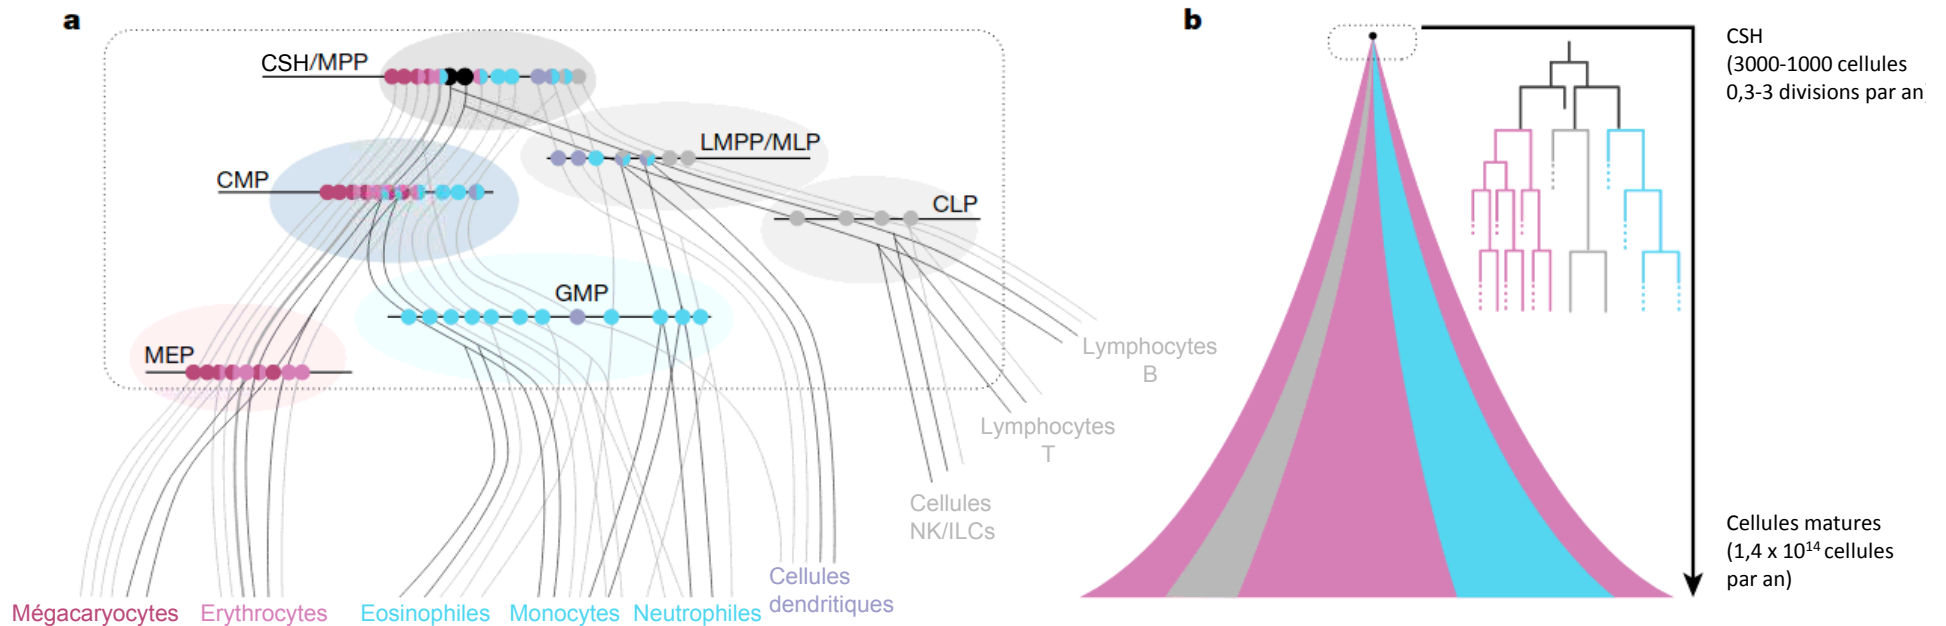 a
CSH/MPP
LMPP/MLP
CMP
CLP
GMP
MEP
Lymphocytes
B
Lymphocytes
T
Cellules
NK/ILCs
Cellules
dendritiques
Mégacaryocytes
Erythrocytes
Eosinophiles
Monocytes
Neutrophiles
b
CSH
(3000-1000 cellules
0,3-3 divisions par an
Cellules matures
(1,4 x 10¹⁴ cellules
par an)